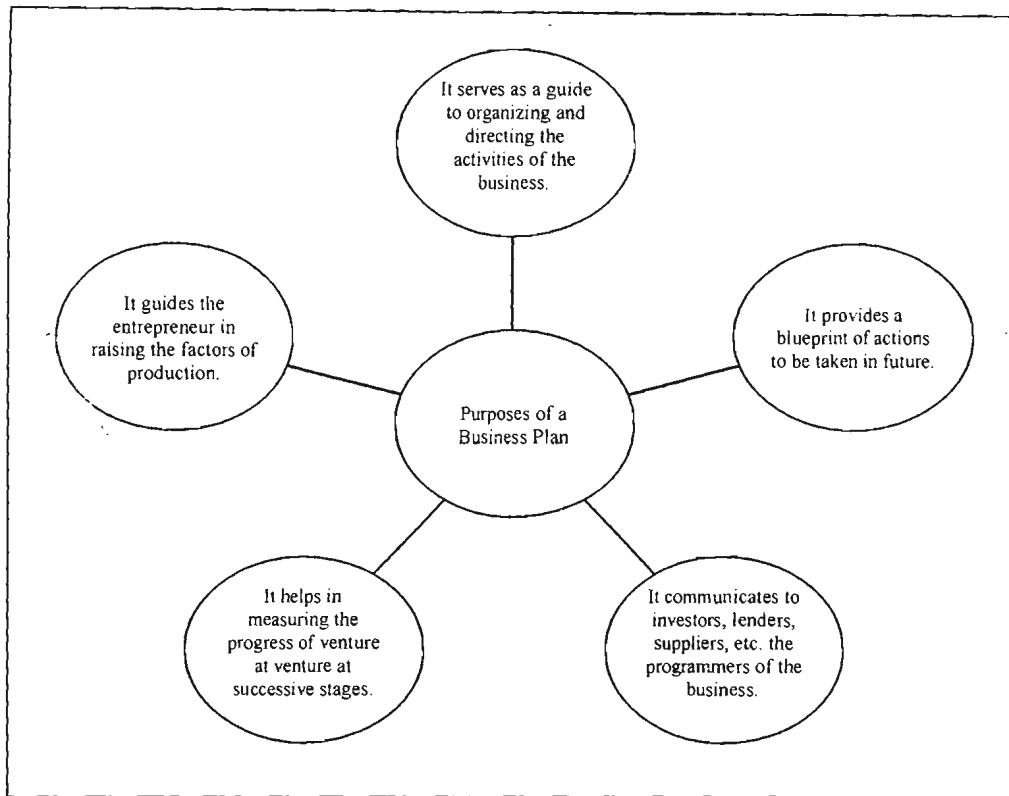 It serves as a guide
to organizing and
directing the
activities of the
business.
It guides the
entrepreneur in
raising the factors of
production.
It provides a
blueprint of actions
to be taken in future.
Purposes of a
Business Plan
It helps in
measuring the
progress of venture
at venture at
successive stages.
It communicates to
investors, lenders,
suppliers, etc. the
programmers of the
business.